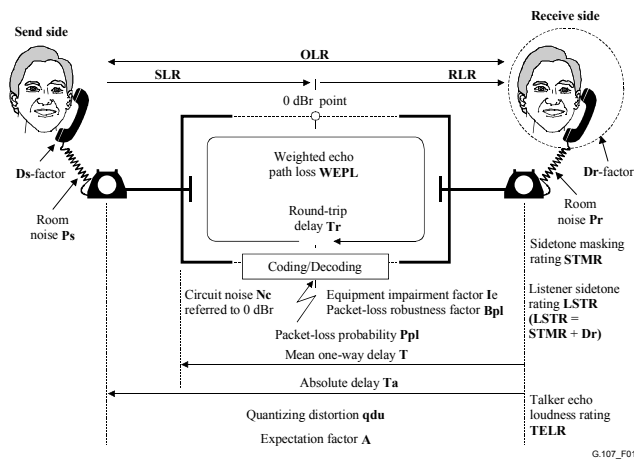 Send side
Receive side
OLR
SLR
RLR
0 dBr point
Ds-factor
Dr-factor
Weighted echo
path loss WEPL
Room
noise Ps
Room
noise Pr
Round-trip
delay Tr
Sidetone masking
rating STMR
Coding/Decoding
Circuit noise Nc
referred to 0 dBr
Equipment impairment factor Ie
Packet-loss robustness factor Bpl
Listener sidetone
rating LSTR
(LSTR =
STMR + Dr)
Packet-loss probability Ppl
Mean one-way delay T
Absolute delay Ta
Quantizing distortion qdu
Expectation factor A
Talker echo
loudness rating
TELR
G.107_F01